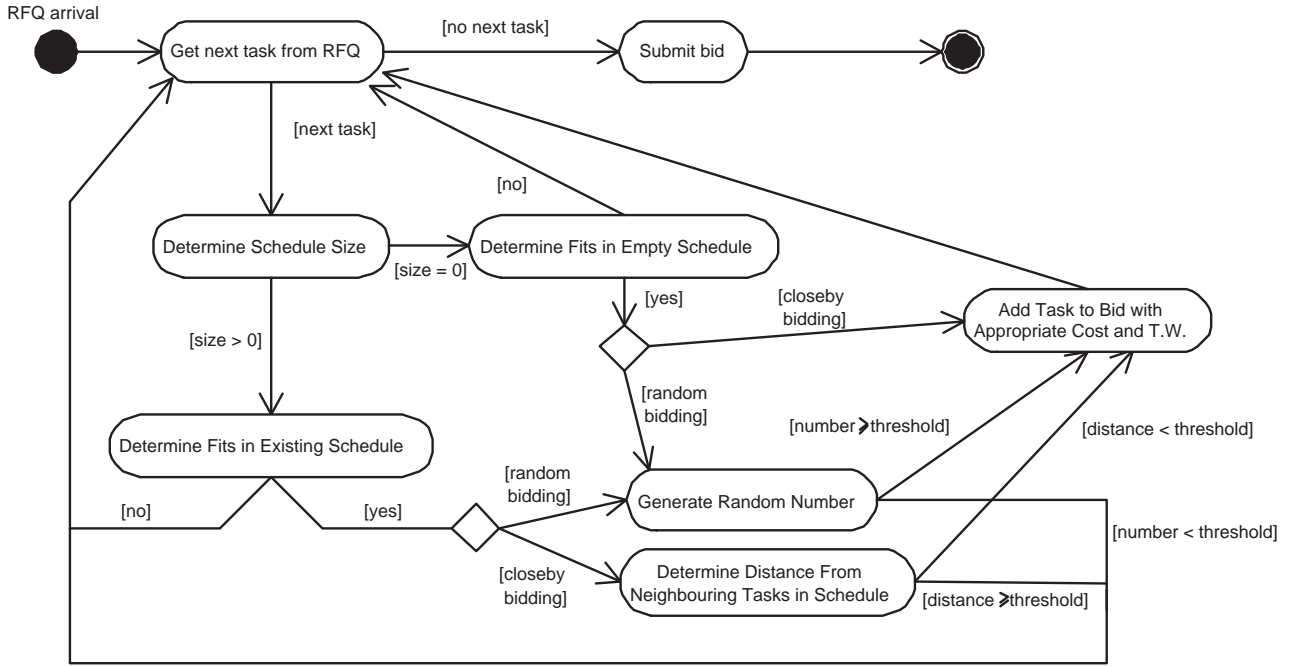 RFQ arrival
Get next task from RFQ
[no next task]
Submit bid
[next task]
[no]
Determine Schedule Size
[size = 0]
Determine Fits in Empty Schedule
[yes]
[closeby
bidding]
Add Task to Bid with
Appropriate Cost and T.W.
[size > 0]
[random
bidding]
[number ⩾threshold]
[distance < threshold]
Determine Fits in Existing Schedule
[no]
[yes]
[random
bidding]
Generate Random Number
[number < threshold]
[closeby
bidding]
Determine Distance From
Neighbouring Tasks in Schedule
[distance ⩾threshold]